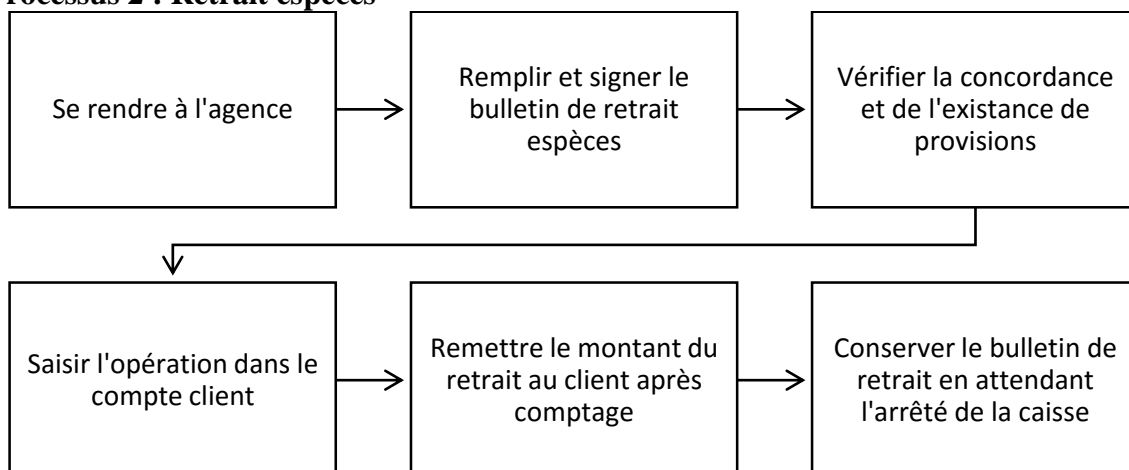 rocessus 2 : Retrait espèces
Se rendre à l'agence
Remplir et signer le
bulletin de retrait
espèces
Vérifier la concordance
et de l'existance de
provisions
Saisir l'opération dans le
compte client
Remettre le montant du
retrait au client après
comptage
Conserver le bulletin de
retrait en attendant
l'arrêté de la caisse